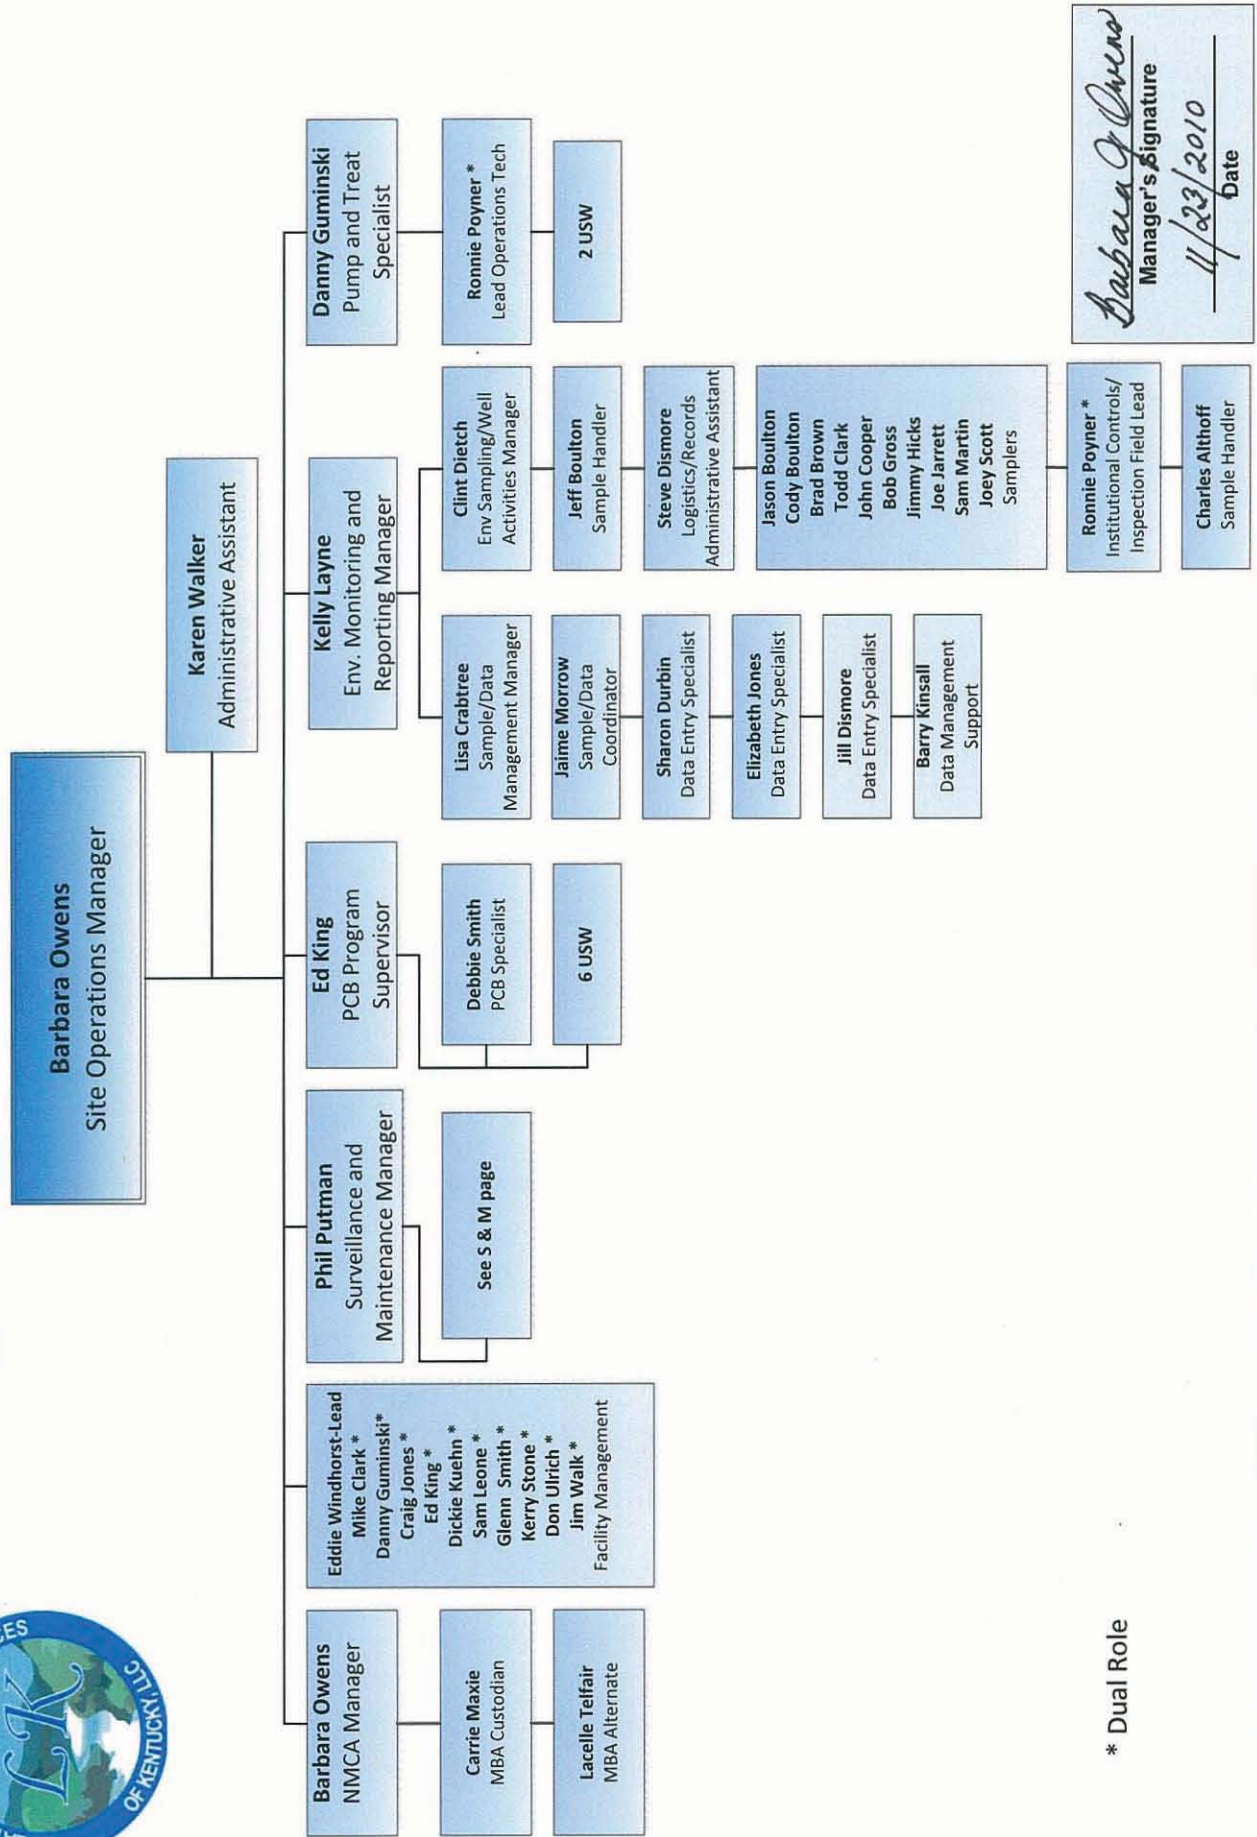 CES
LK
OF KENTUCKY, LLC
Barbara Owens
Site Operations Manager
Karen Walker
Administrative Assistant
Barbara Owens
NMCA Manager
Carrie Maxie
MBA Custodian
Lacelle Telfair
MBA Alternate
Eddie Windhorst-Lead
Mike Clark *
Danny Guminski*
Craig Jones *
Ed King *
Dickie Kuehn *
Sam Leone *
Glenn Smith *
Kerry Stone *
Don Ulrich *
Jim Walk *
Facility Management
Phil Putman
Surveillance and
Maintenance Manager
See S & M page
Ed King
PCB Program
Supervisor
Debbie Smith
PCB Specialist
6 USW
Kelly Layne
Env. Monitoring and
Reporting Manager
Lisa Crabtree
Sample/Data
Management Manager
Jaime Morrow
Sample/Data
Coordinator
Sharon Durbin
Data Entry Specialist
Elizabeth Jones
Data Entry Specialist
Jill Dismore
Data Entry Specialist
Barry Kinsall
Data Management
Support
Clint Dietch
Env Sampling/Well
Activities Manager
Jeff Boulton
Sample Handler
Steve Dismore
Logistics/Records
Administrative Assistant
Jason Boulton
Cody Boulton
Brad Brown
Todd Clark
John Cooper
Bob Gross
Jimmy Hicks
Joe Jarrett
Sam Martin
Joey Scott
Samplers
Ronnie Poyner *
Institutional Controls/
Inspection Field Lead
Charles Althoff
Sample Handler
Danny Guminski
Pump and Treat
Specialist
Ronnie Poyner *
Lead Operations Tech
2 USW
* Dual Role
Barbara J Owens
Manager's Signature
11/23/2010
Date